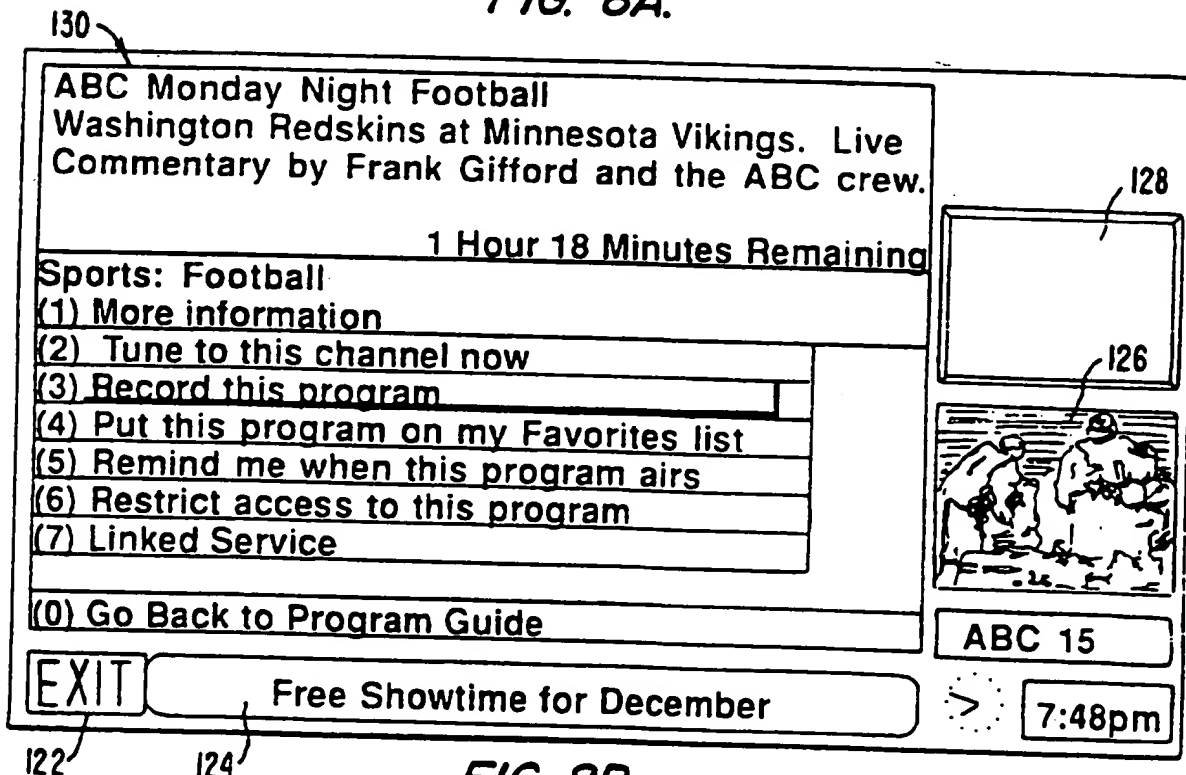 FIG. 8A.
130
ABC Monday Night Football
Washington Redskins at Minnesota Vikings. Live
Commentary by Frank Gifford and the ABC crew.
1 Hour 18 Minutes Remaining
Sports: Football
(1) More information
(2) Tune to this channel now
(3) Record this program
(4) Put this program on my Favorites list
(5) Remind me when this program airs
(6) Restrict access to this program
(7) Linked Service
(0) Go Back to Program Guide
128
126
ABC 15
EXIT
Free Showtime for December
>
7:48pm
122
124